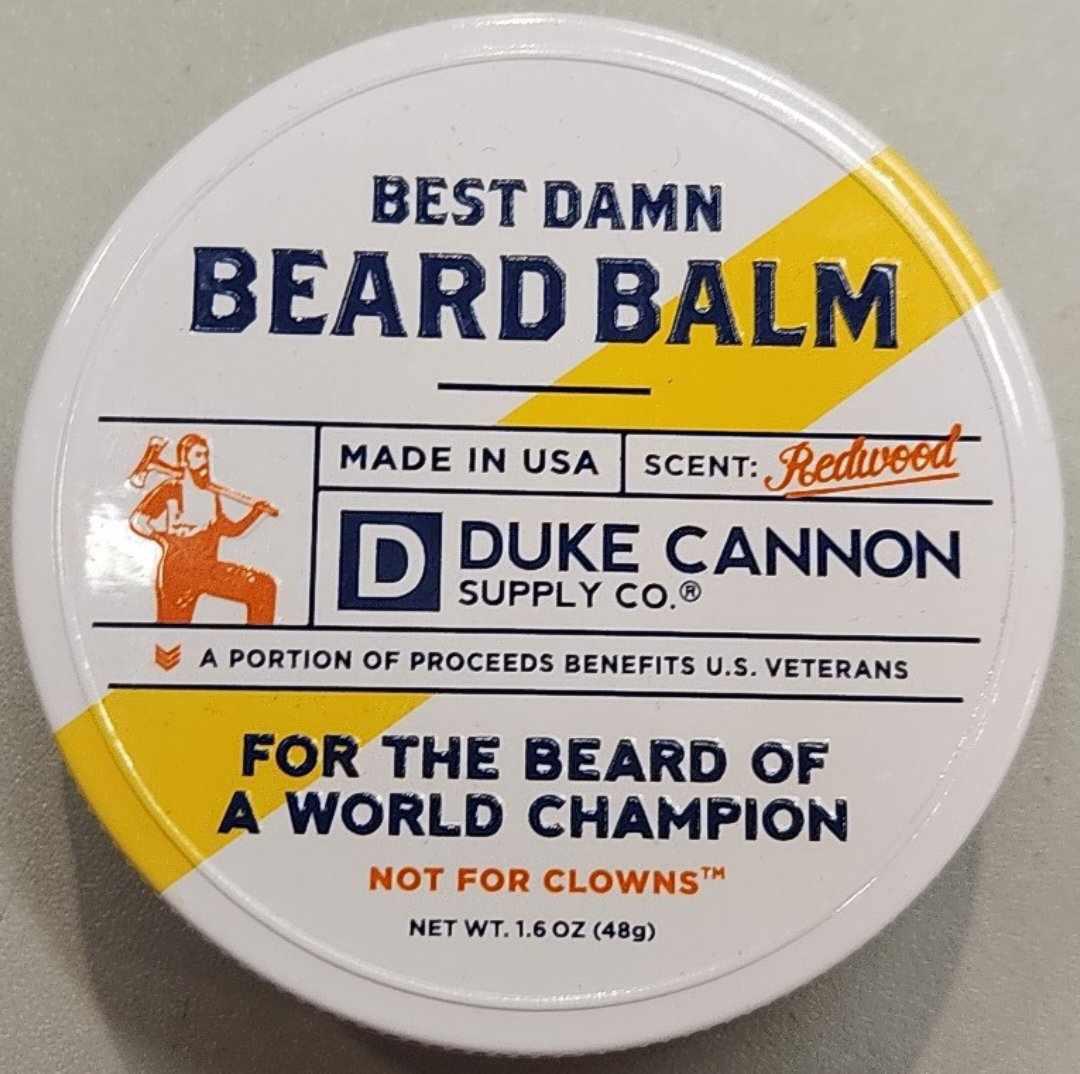 BEST DAMN
BEARD BALM
MADE IN USA
SCENT: Redwood
D DUKE CANNON
SUPPLY CO.®
A PORTION OF PROCEEDS BENEFITS U.S. VETERANS
FOR THE BEARD OF
A WORLD CHAMPION
NOT FOR CLOWNS™
NET WT. 1.6 OZ (48g)